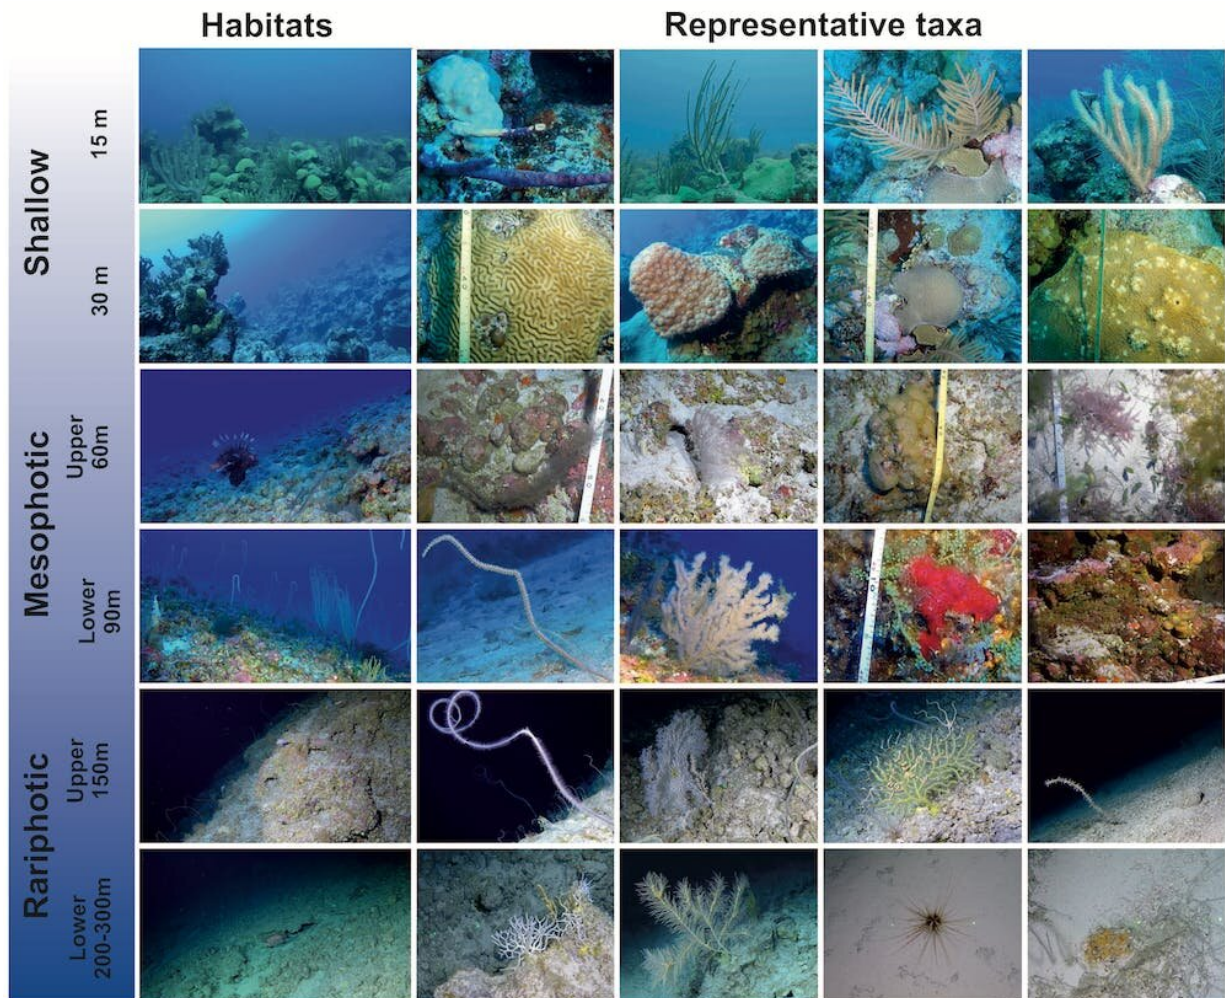 Habitats
Representative taxa
Shallow
15 m
30 m
Mesophotic
Upper
60m
Lower
90m
Rariphotic
Upper
150m
Lower
200-300m